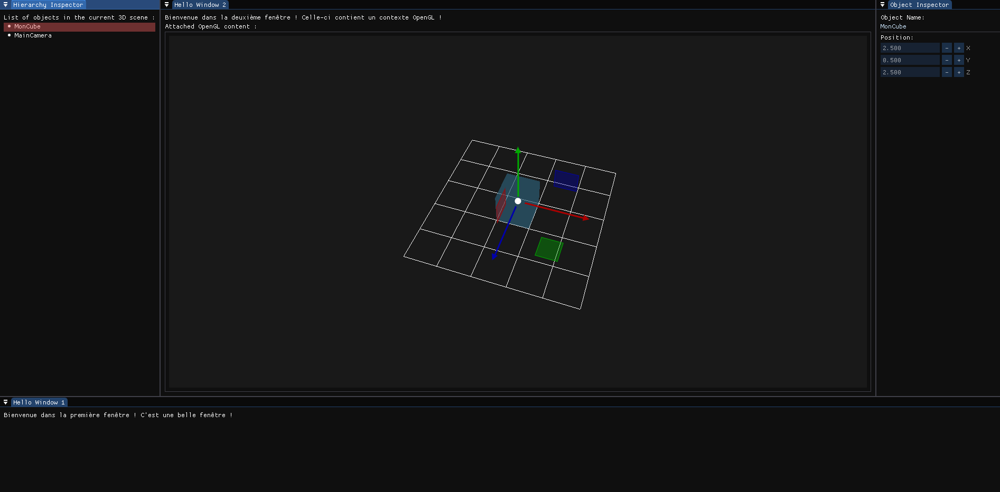 Hierarchy Inspector
List of objects in the current 3D scene :
MonCube
MainCamera
Hello Window 2
Bienvenue dans la deuxième fenêtre ! Celle-ci contient un contexte OpenGL !
Attached OpenGL content :
Object Inspector
Object Name:
MonCube
Position:
2.500 - + X
0.500 - + Y
2.500 - + Z
Hello Window 1
Bienvenue dans la première fenêtre ! C'est une belle fenêtre !